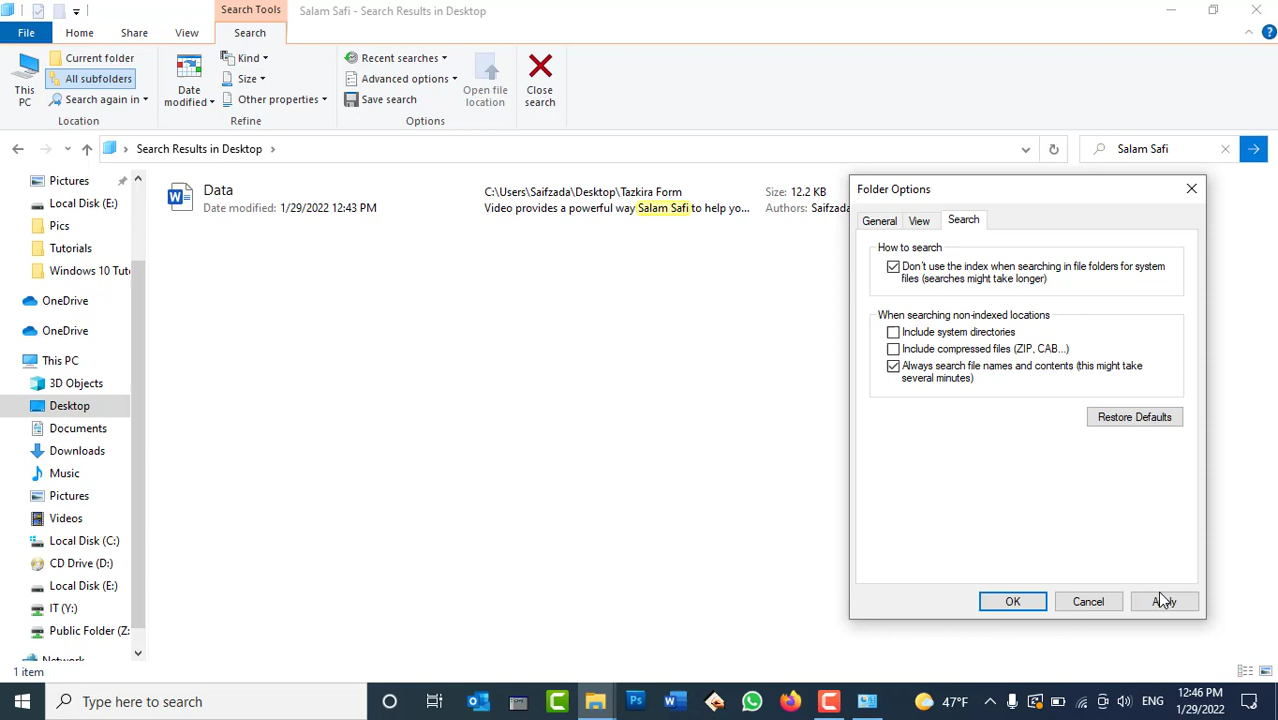 Search Tools
Salam Safi - Search Results in Desktop
File
Home
Share
View
Search
This PC
Current folder
All subfolders
Search again in
Location
Date modified
Kind
Size
Other properties
Refine
Recent searches
Advanced options
Save search
Options
Open file location
Close search
Search Results in Desktop
Salam Safi
Pictures
Local Disk (E:)
Pics
Tutorials
Windows 10 Tuto
OneDrive
OneDrive
This PC
3D Objects
Desktop
Documents
Downloads
Music
Pictures
Videos
Local Disk (C:)
CD Drive (D:)
Local Disk (E:)
IT (Y:)
Public Folder (Z:
Network
Data
Date modified: 1/29/2022 12:43 PM
C:\Users\Saifzada\Desktop\Tazkira Form
Video provides a powerful way Salam Safi to help yo...
Size: 12.2 KB
Authors: Saifzada
Folder Options
General
View
Search
How to search
Don't use the index when searching in file folders for system
files (searches might take longer)
When searching non-indexed locations
Include system directories
Include compressed files (ZIP, CAB...)
Always search file names and contents (this might take
several minutes)
Restore Defaults
OK
Cancel
Apply
1 item
Type here to search
Ps
47°F
ENG
12:46 PM
1/29/2022